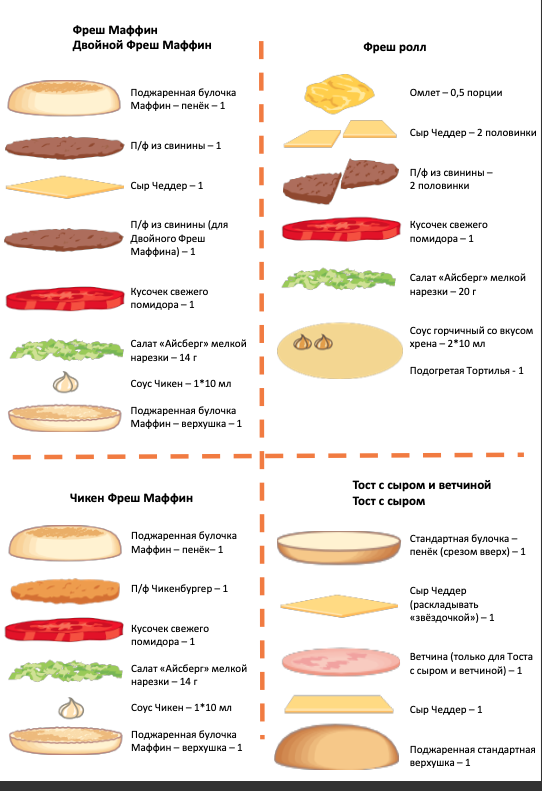 Фреш Маффин
Двойной Фреш Маффин
Поджаренная булочка
Маффин – пенёк – 1
П/ф из свинины – 1
Сыр Чеддер – 1
П/ф из свинины (для
Двойного Фреш
Маффина) – 1
Кусочек свежего
помидора – 1
Салат «Айсберг» мелкой
нарезки – 14 г
Соус Чикен – 1*10 мл
Поджаренная булочка
Маффин – верхушка – 1
Фреш ролл
Омлет – 0,5 порции
Сыр Чеддер – 2 половинки
П/ф из свинины –
2 половинки
Кусочек свежего
помидора – 1
Салат «Айсберг» мелкой
нарезки – 20 г
Соус горчичный со вкусом
хрена – 2*10 мл
Подогретая Тортилья - 1
Чикен Фреш Маффин
Поджаренная булочка
Маффин – пенёк– 1
П/ф Чикенбургер – 1
Кусочек свежего
помидора – 1
Салат «Айсберг» мелкой
нарезки – 14 г
Соус Чикен – 1*10 мл
Поджаренная булочка
Маффин – верхушка – 1
Тост с сыром и ветчиной
Тост с сыром
Стандартная булочка –
пенёк (срезом вверх) – 1
Сыр Чеддер
(раскладывать
«звёздочкой») – 1
Ветчина (только для Тоста
с сыром и ветчиной) – 1
Сыр Чеддер – 1
Поджаренная стандартная
верхушка – 1